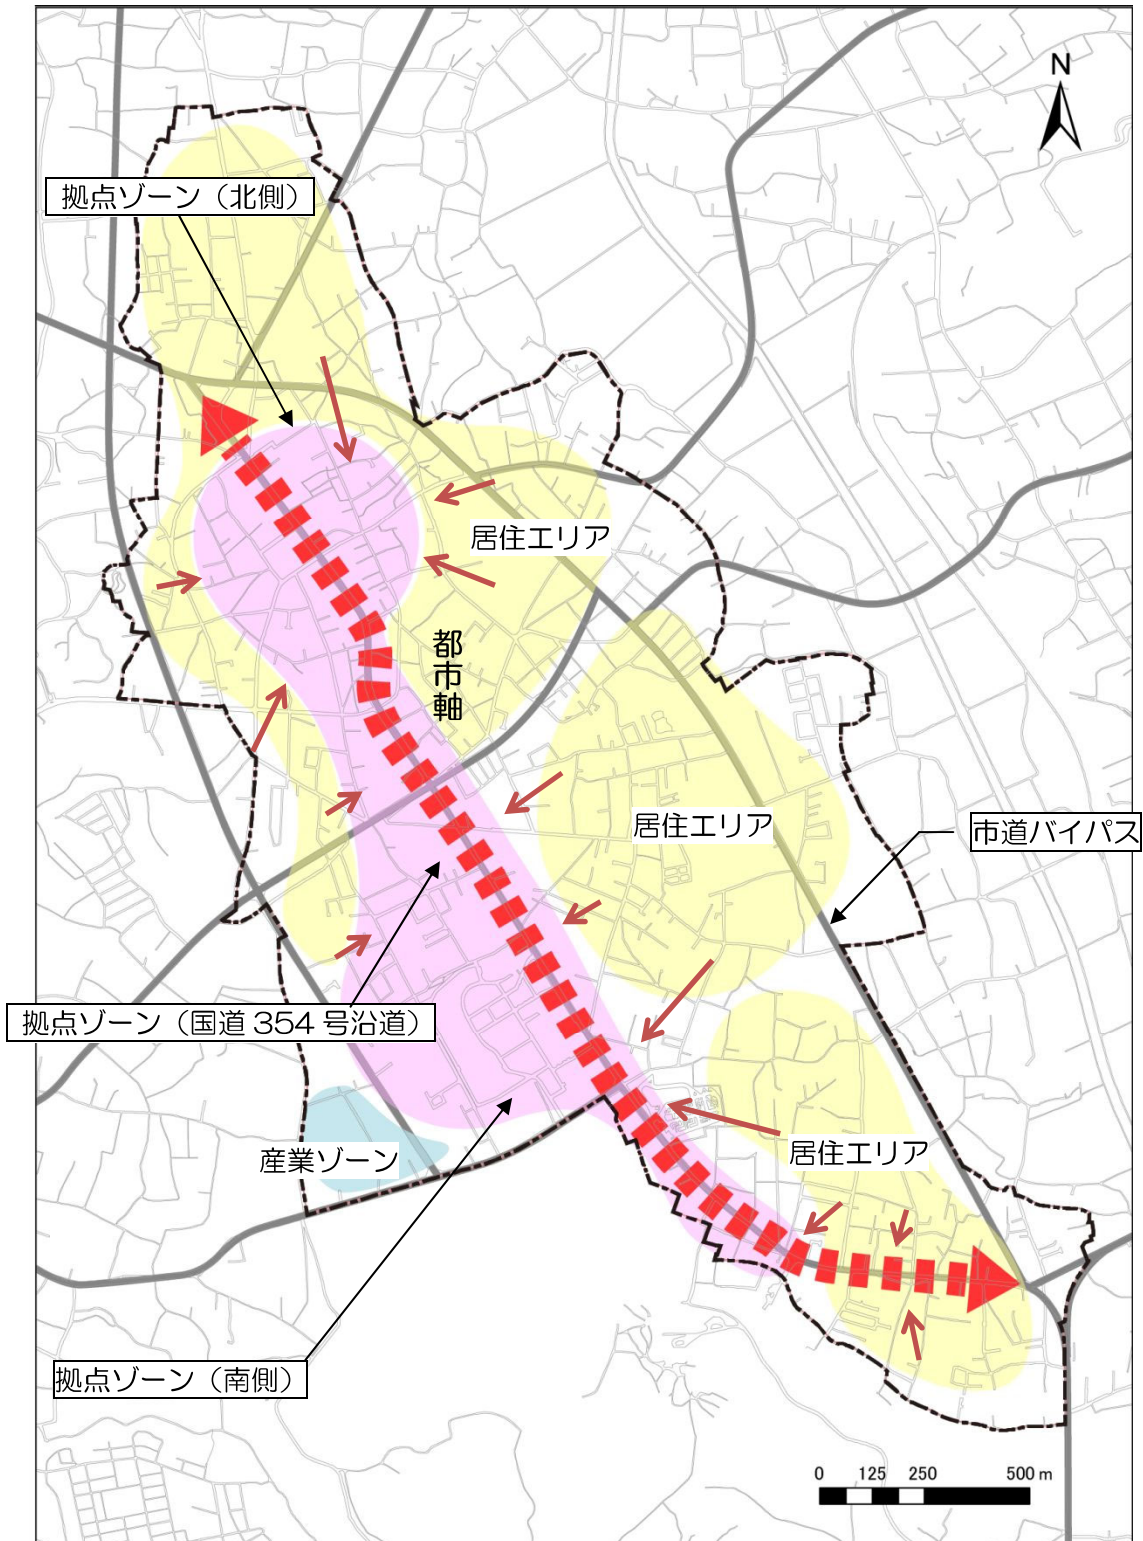 N
拠点ゾーン（北側）
居住エリア
都市軸
居住エリア
市道バイパス
拠点ゾーン（国道 354 号沿道）
産業ゾーン
居住エリア
拠点ゾーン（南側）
0 125 250 500 m